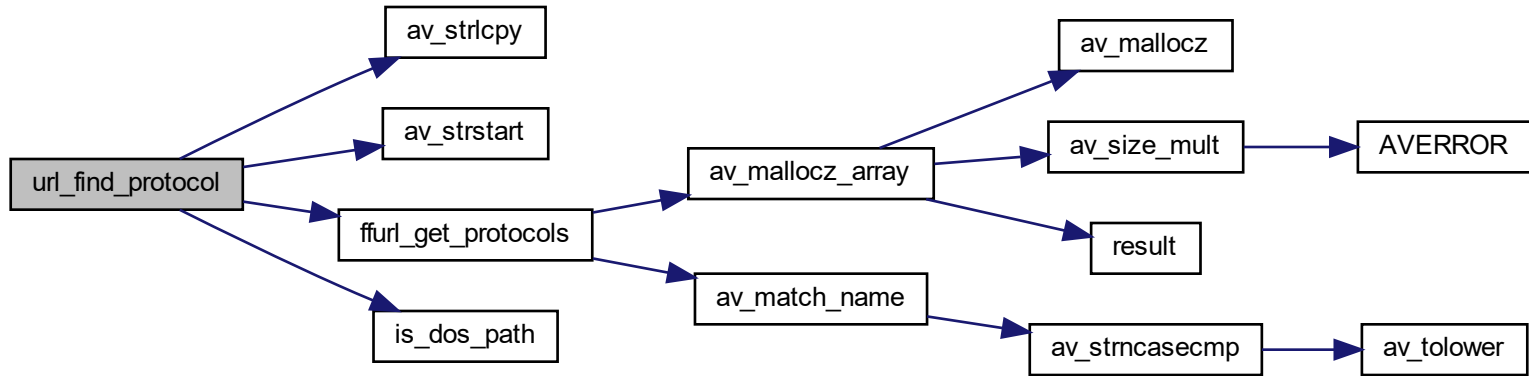 url_find_protocol
av_strlcpy
av_strstart
ffurl_get_protocols
is_dos_path
av_mallocz_array
av_match_name
av_mallocz
av_size_mult
result
av_strncasecmp
AVERROR
av_tolower